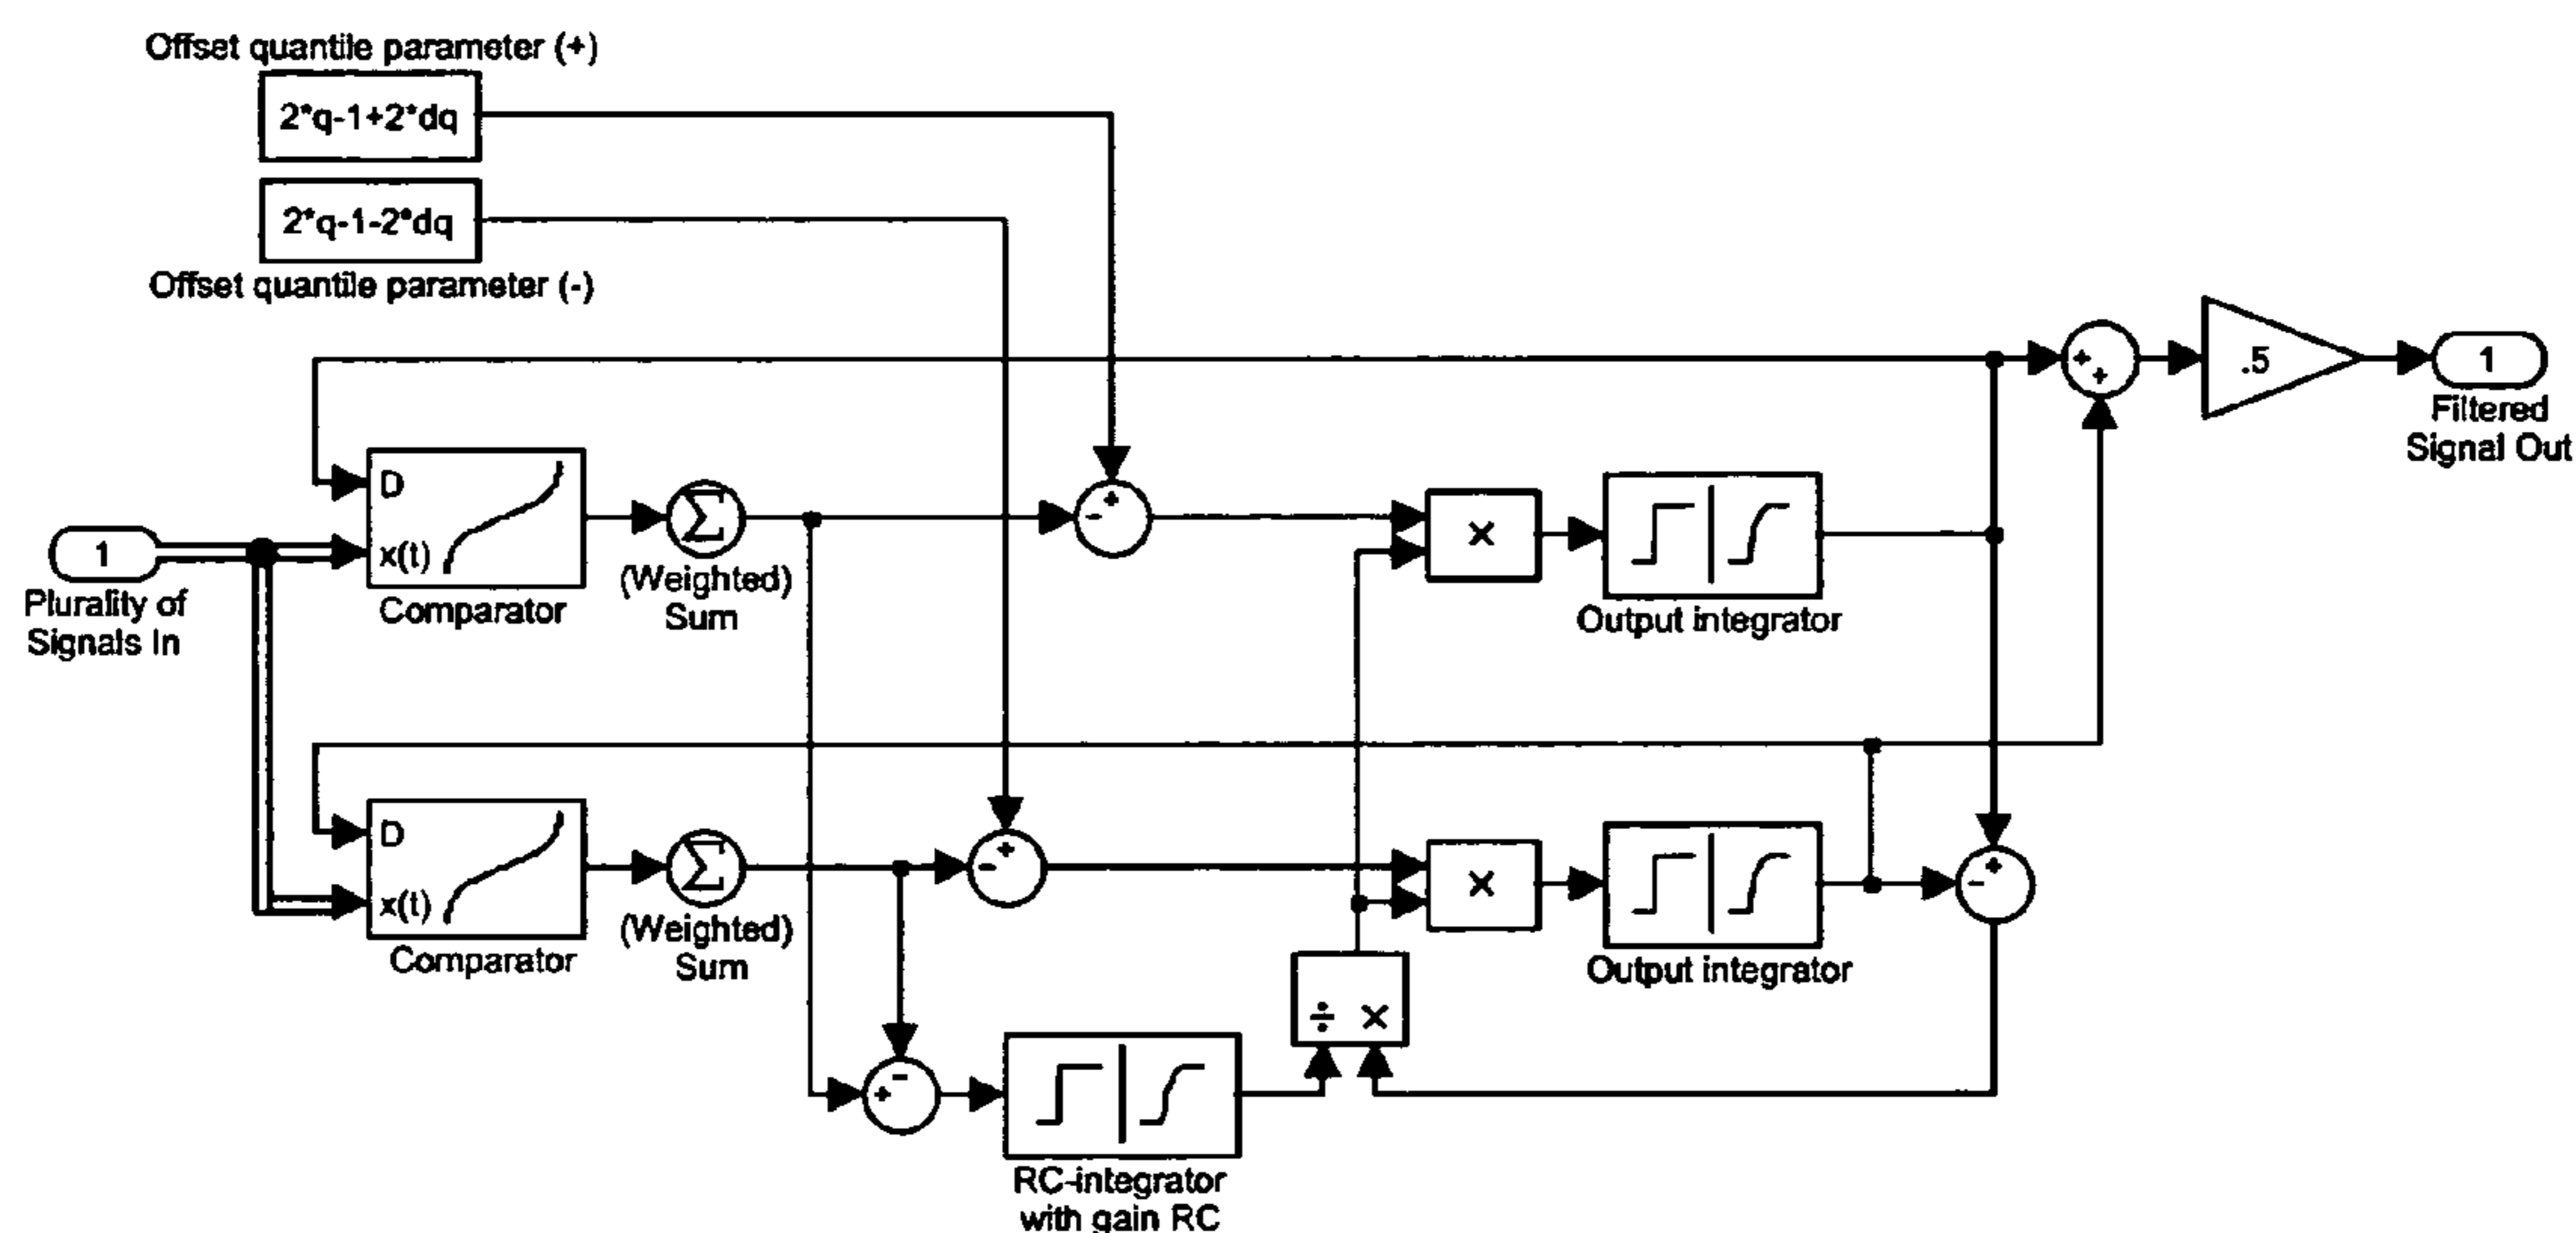 Offset quantile parameter (+)
2*q-1+2*dq
2*q-1-2*dq
Offset quantile parameter (-)
+
+
.5
1
Filtered
Signal Out
D
x(t)
Comparator
Σ
(Weighted)
Sum
+
-
×
Output integrator
1
Plurality of
Signals In
D
x(t)
Comparator
Σ
(Weighted)
Sum
+
-
×
Output integrator
+
-
÷ ×
-
+
RC-integrator
with gain RC